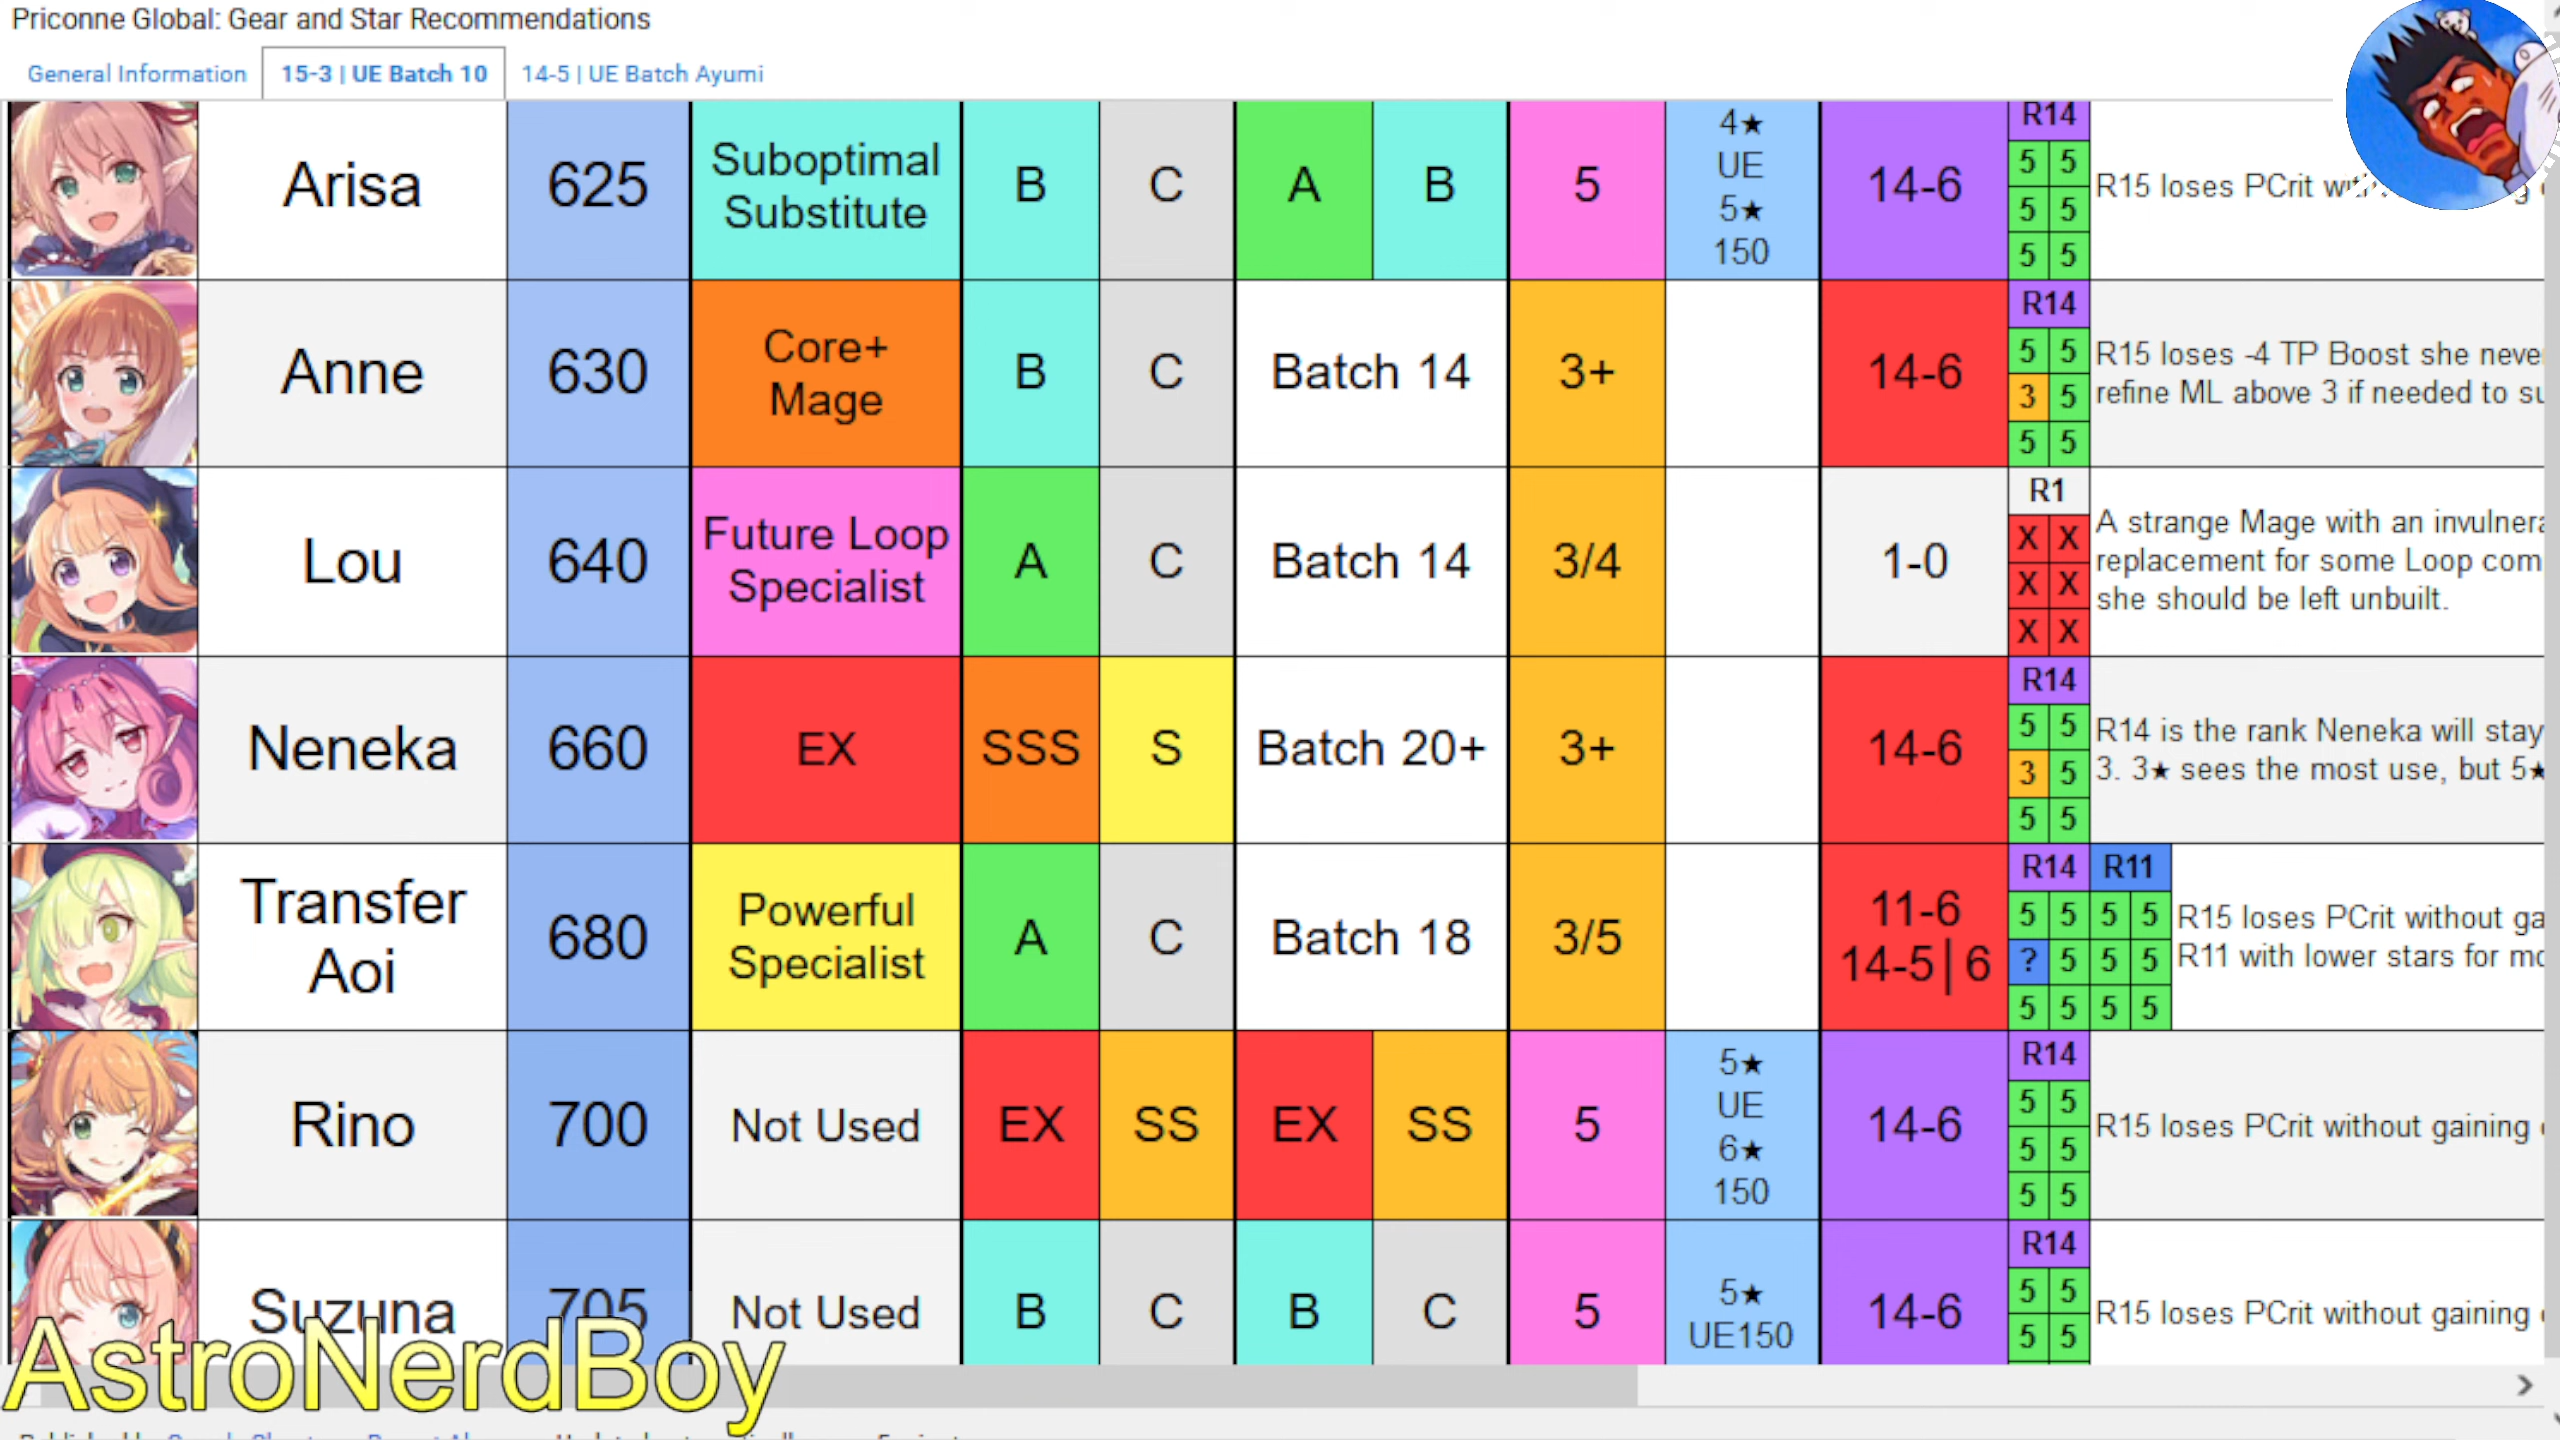 Priconne Global: Gear and Star Recommendations
General Information 15-3 | UE Batch 10 14-5 | UE Batch Ayumi
Arisa 625 Suboptimal Substitute B C A B 5 4★ UE 5★ 150 14-6 R14 5 5 5 5 5 5 R15 loses PCrit
Anne 630 Core+ Mage B C Batch 14 3+ 14-6 R14 5 5 3 5 5 5
R15 loses -4 TP Boost she
refine ML above 3 if needed to
Lou 640 Future Loop Specialist A C Batch 14 3/4 1-0 R1 X X X X X X
A strange Mage with an
replacement for some Loop
she should be left unbuilt.
Neneka 660 EX SSS S Batch 20+ 3+ 14-6 R14 5 5 3 5 5 5
R14 is the rank Neneka will stay
3. 3★ sees the most use, but 5★
Transfer Aoi 680 Powerful Specialist A C Batch 18 3/5 11-6 14-5|6 R14 R11 5 5 5 5 ? 5 5 5 5 5 5 5
R15 loses PCrit without
R11 with lower stars for
Rino 700 Not Used EX SS EX SS 5 5★ UE 6★ 150 14-6 R14 5 5 5 5 5 5 R15 loses PCrit without gaining
Suzuna 705 Not Used B C B C 5 5★ UE150 14-6 R14 5 5 5 5 R15 loses PCrit without gaining
AstroNerdBoy